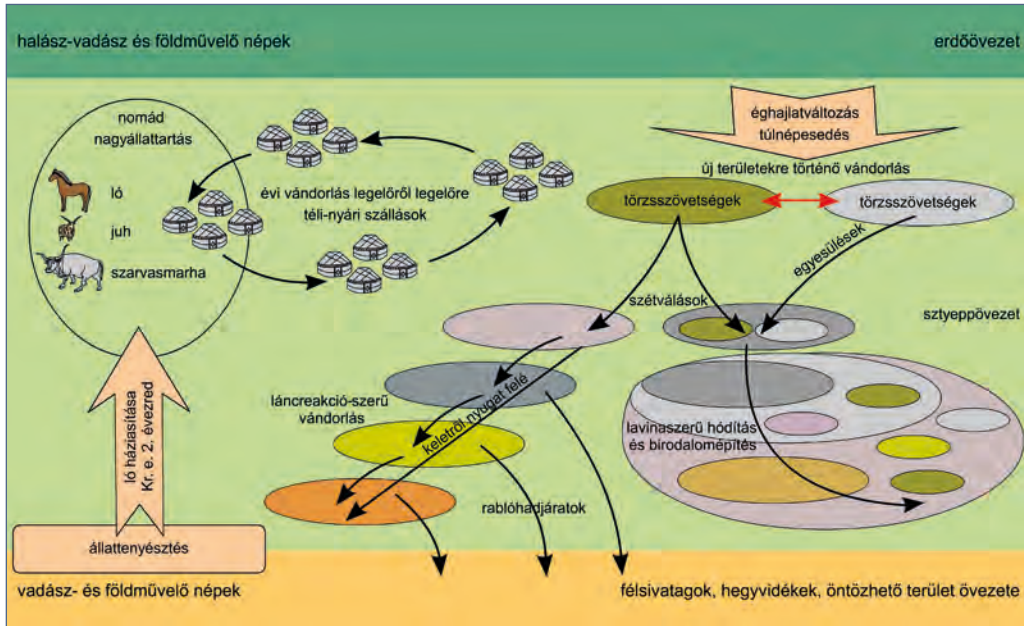 halász-vadász és földművelő népek
erdőövezet
nomád
nagyállattartás
ló
juh
szarvasmarha
évi vándorlás legelőről legelőre
téli-nyári szállások
éghajlatváltozás
túlnépesedés
új területekre történő vándorlás
törzsszövetségek
törzsszövetségek
egyesülések
szétválások
sztyeppövezet
láncreakció-szerű
vándorlás
keletről nyugat felé
lavinaszerű hódítás
és birodalomépítés
rablóhadjáratok
ló háziasítása
Kr. e. 2. évezred
állattenyésztés
vadász- és földművelő népek
félsivatagok, hegyvidékek, öntözhető terület övezete